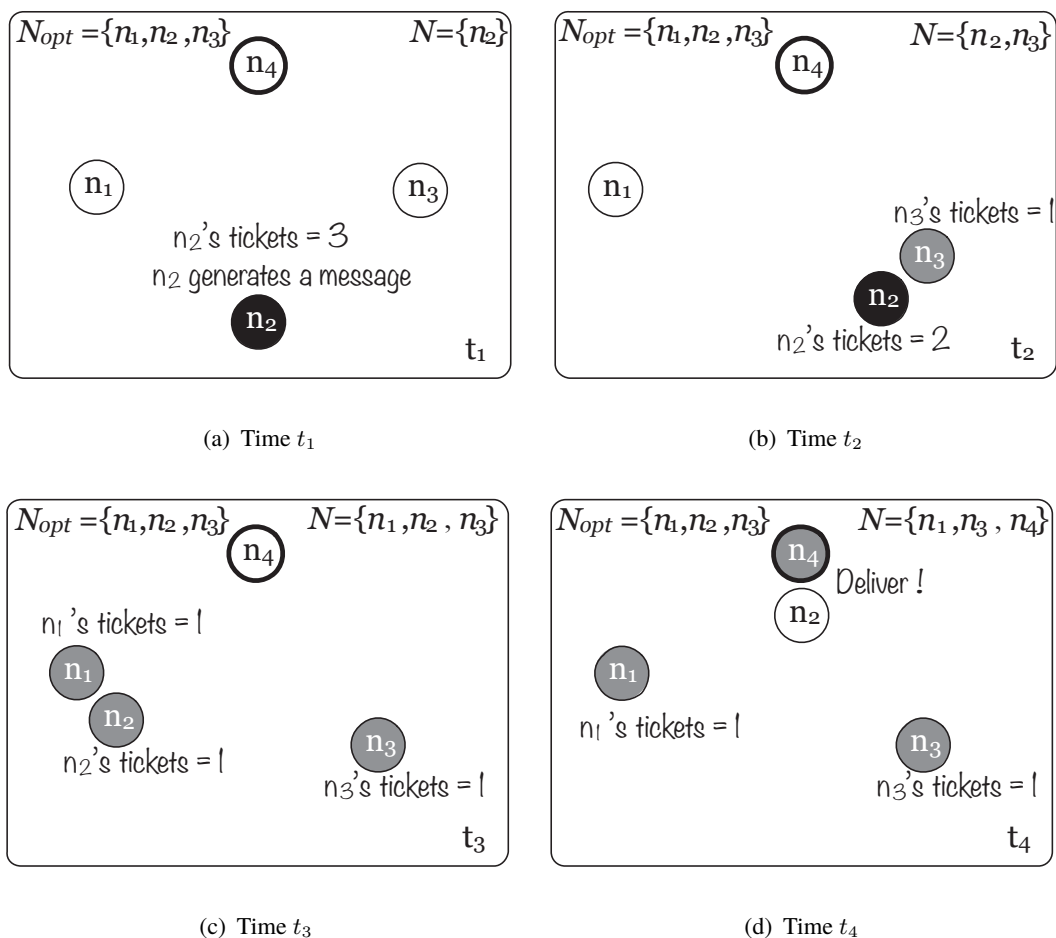 Nopt ={n1,n2 ,n3} N={n2}
n4
n1
n3
n2's tickets = 3
n2 generates a message
n2
t1
(a) Time t1
Nopt ={n1,n2 ,n3} N={n2,n3}
n4
n1
n3's tickets = 1
n3
n2
n2's tickets = 2
t2
(b) Time t2
Nopt ={n1,n2 ,n3} N={n1,n2 , n3}
n4
n1 's tickets = 1
n1
n2
n2's tickets = 1
n3
n3's tickets = 1
t3
(c) Time t3
Nopt ={n1,n2 ,n3} N={n1,n3 , n4}
n4
Deliver !
n2
n1
n1's tickets = 1
n3
n3's tickets = 1
t4
(d) Time t4